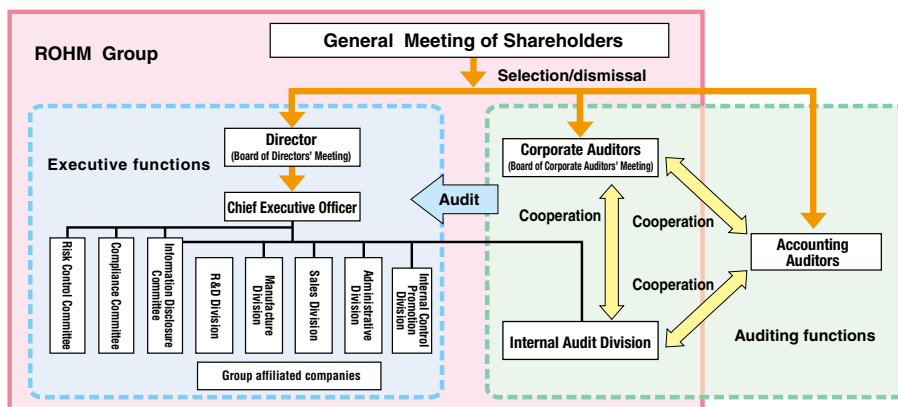 General Meeting of Shareholders
ROHM Group
Selection/dismissal
Director
(Board of Directors' Meeting)
Corporate Auditors
(Board of Corporate Auditors' Meeting)
Executive functions
Chief Executive Officer
Audit
Cooperation
Cooperation
Accounting
Auditors
Cooperation
Risk Control Committee
Compliance Committee
Information Disclosure
Committee
R&D Division
Manufacture
Division
Sales Division
Administrative
Division
Internal Control
Promotion
Division
Internal Audit Division
Auditing functions
Group affiliated companies